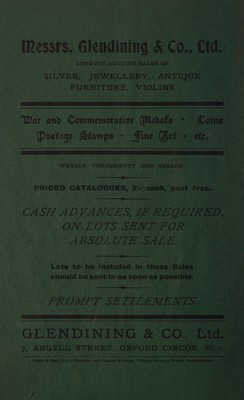 Messrs. Glendining & Co., Ltd.
CONDUCT AUCTION SALES OF
SILVER, JEWELLERY, ANTIQUE
FURNITURE, VIOLINS
War and Commemorative Medals · Coins
Postage Stamps · Fine Art · etc.
WEEKLY THROUGHOUT THE SEASON.
PRICED CATALOGUES, 2/- each, post free.
CASH ADVANCES, IF REQUIRED,
ON LOTS SENT FOR
ABSOLUTE SALE.
Lots to be included in these Sales
should be sent in as soon as possible.
PROMPT SETTLEMENTS.
GLENDINING & CO., Ltd.
7, ARGYLL STREET, OXFORD CIRCUS, W. 1.